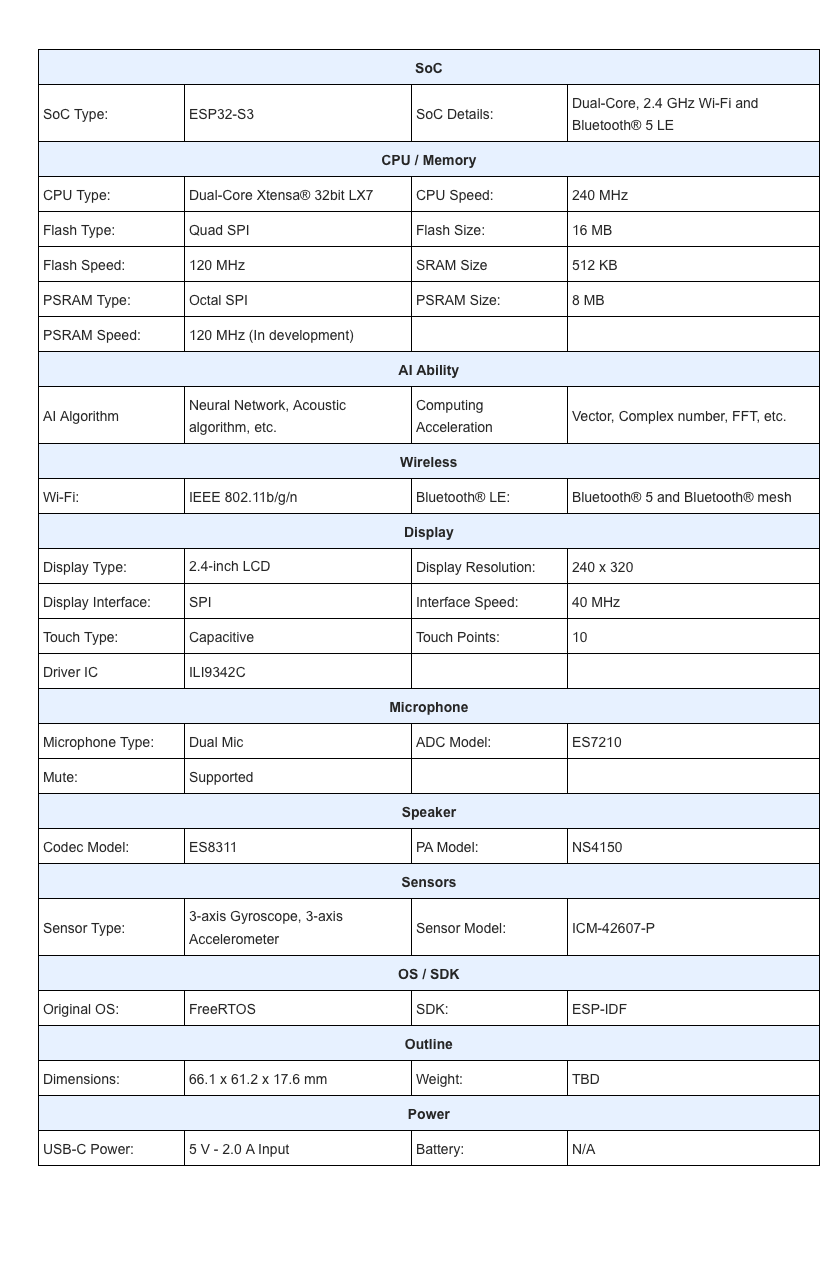 SoC
SoC Type: ESP32-S3 SoC Details: Dual-Core, 2.4 GHz Wi-Fi and
Bluetooth® 5 LE
CPU / Memory
CPU Type: Dual-Core Xtensa® 32bit LX7 CPU Speed: 240 MHz
Flash Type: Quad SPI Flash Size: 16 MB
Flash Speed: 120 MHz SRAM Size 512 KB
PSRAM Type: Octal SPI PSRAM Size: 8 MB
PSRAM Speed: 120 MHz (In development)
AI Ability
AI Algorithm Neural Network, Acoustic
algorithm, etc.
Computing
Acceleration
Vector, Complex number, FFT, etc.
Wireless
Wi-Fi: IEEE 802.11b/g/n Bluetooth® LE: Bluetooth® 5 and Bluetooth® mesh
Display
Display Type: 2.4-inch LCD Display Resolution: 240 x 320
Display Interface: SPI Interface Speed: 40 MHz
Touch Type: Capacitive Touch Points: 10
Driver IC ILI9342C
Microphone
Microphone Type: Dual Mic ADC Model: ES7210
Mute: Supported
Speaker
Codec Model: ES8311 PA Model: NS4150
Sensors
Sensor Type: 3-axis Gyroscope, 3-axis
Accelerometer
Sensor Model: ICM-42607-P
OS / SDK
Original OS: FreeRTOS SDK: ESP-IDF
Outline
Dimensions: 66.1 x 61.2 x 17.6 mm Weight: TBD
Power
USB-C Power: 5 V - 2.0 A Input Battery: N/A